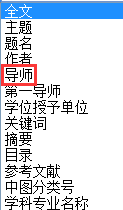 全文
主题
题名
作者
导师
第一导师
学位授予单位
关键词
摘要
目录
参考文献
中图分类号
学科专业名称